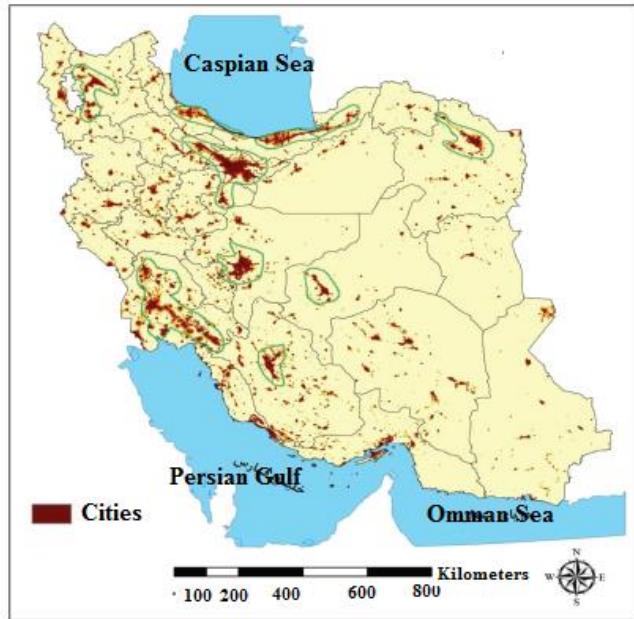 Caspian Sea
Persian Gulf
Cities
Omman Sea
N
W
E
S
Kilometers
100 200 400 600 800